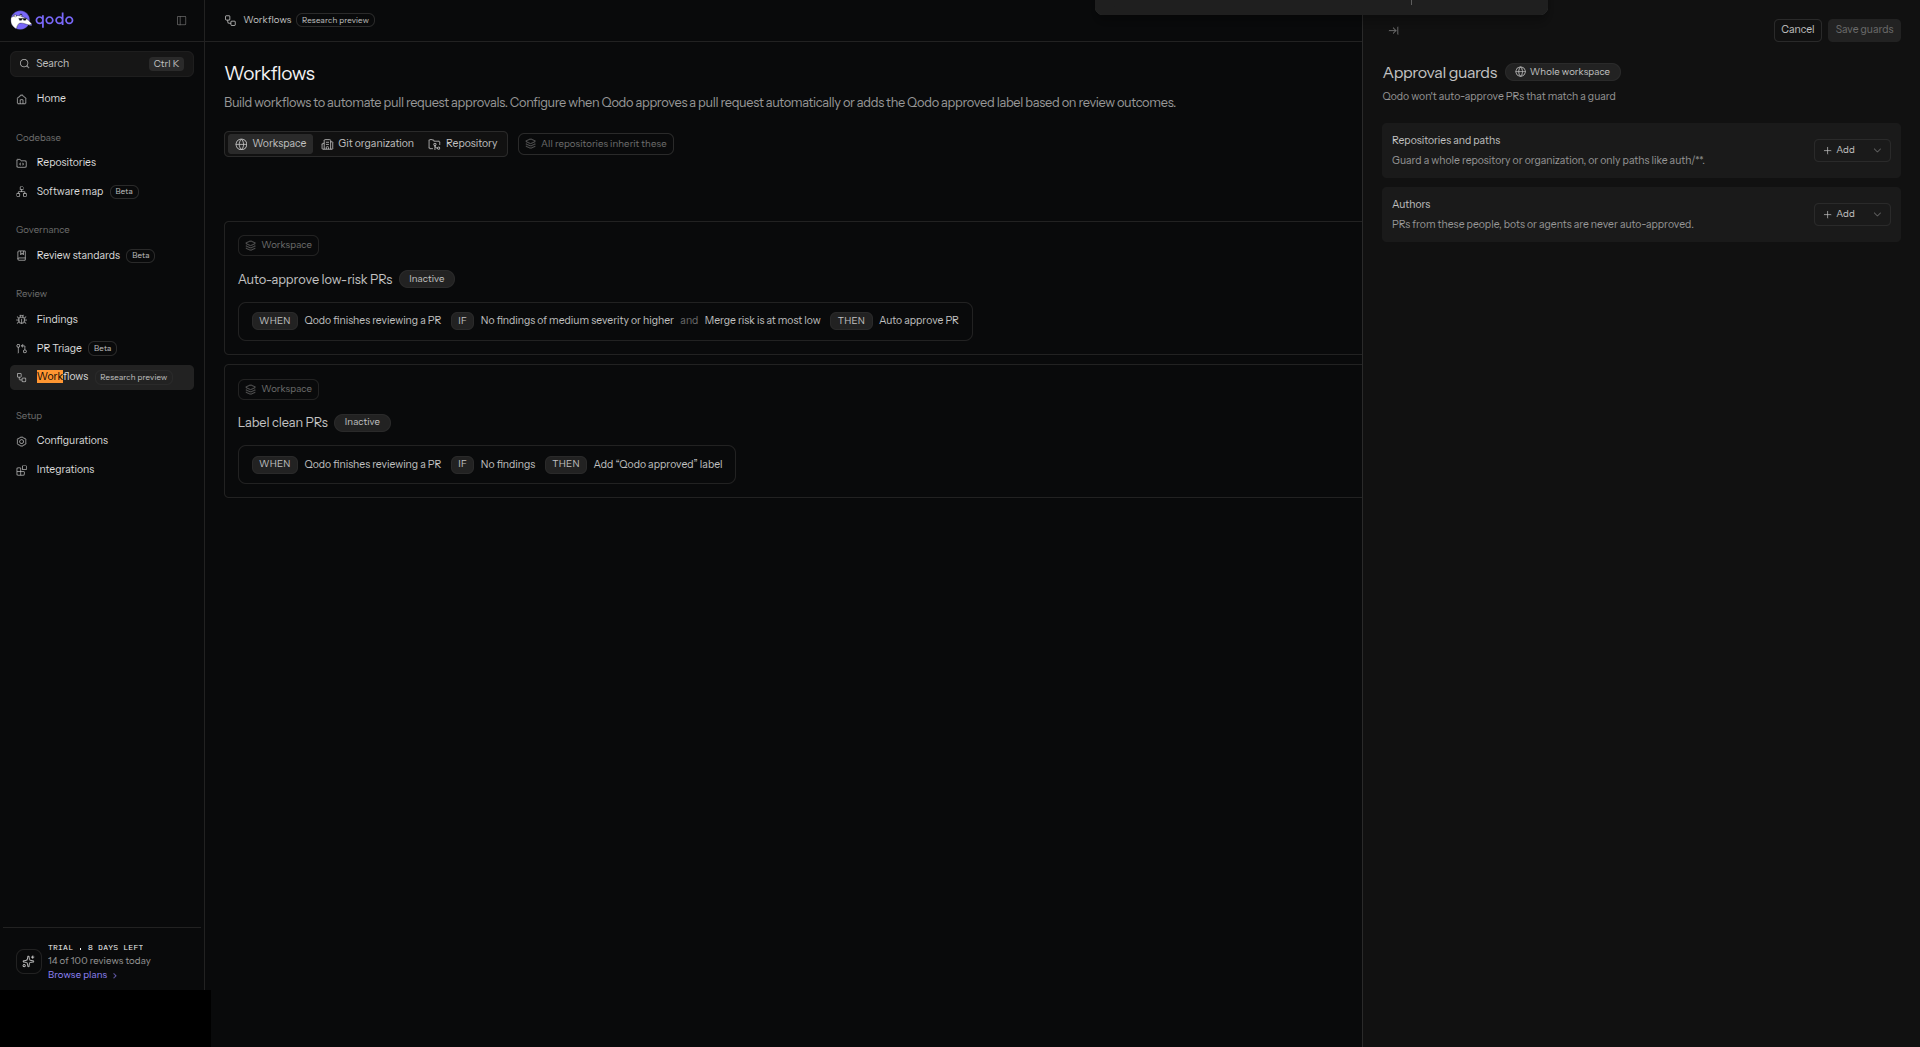 qodo
Search Ctrl K
Home
Codebase
Repositories
Software map Beta
Governance
Review standards Beta
Review
Findings
PR Triage Beta
Workflows Research preview
Setup
Configurations
Integrations
TRIAL . 8 DAYS LEFT
14 of 100 reviews today
Browse plans
Workflows Research preview
Workflows
Build workflows to automate pull request approvals. Configure when Qodo approves a pull request automatically or adds the Qodo approved label based on review outcomes.
Workspace Git organization Repository All repositories inherit these
Workspace
Auto-approve low-risk PRs Inactive
WHEN Qodo finishes reviewing a PR IF No findings of medium severity or higher and Merge risk is at most low THEN Auto approve PR
Workspace
Label clean PRs Inactive
WHEN Qodo finishes reviewing a PR IF No findings THEN Add “Qodo approved” label
Cancel Save guards
Approval guards Whole workspace
Qodo won't auto-approve PRs that match a guard
Repositories and paths
Guard a whole repository or organization, or only paths like auth/**.
+ Add
Authors
PRs from these people, bots or agents are never auto-approved.
+ Add